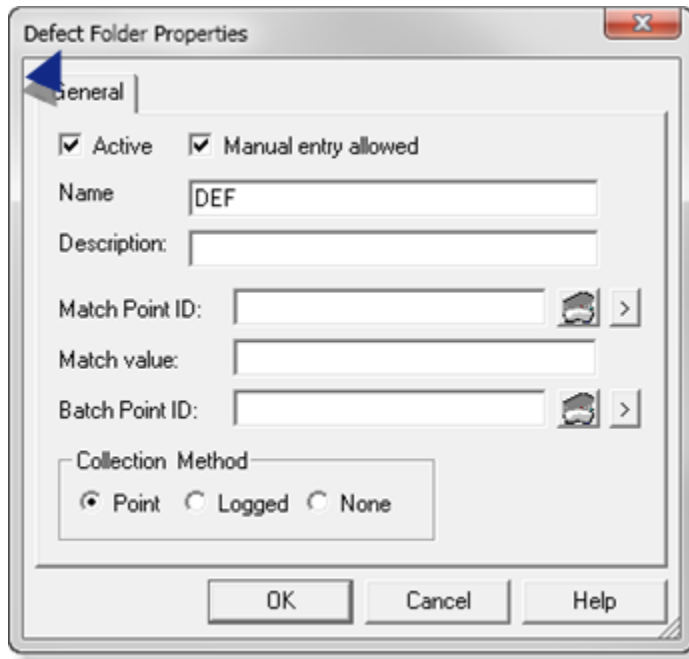 Defect Folder Properties
General
Active Manual entry allowed
Name DEF
Description:
Match Point ID: >
Match value:
Batch Point ID: >
Collection Method
Point Logged None
OK Cancel Help